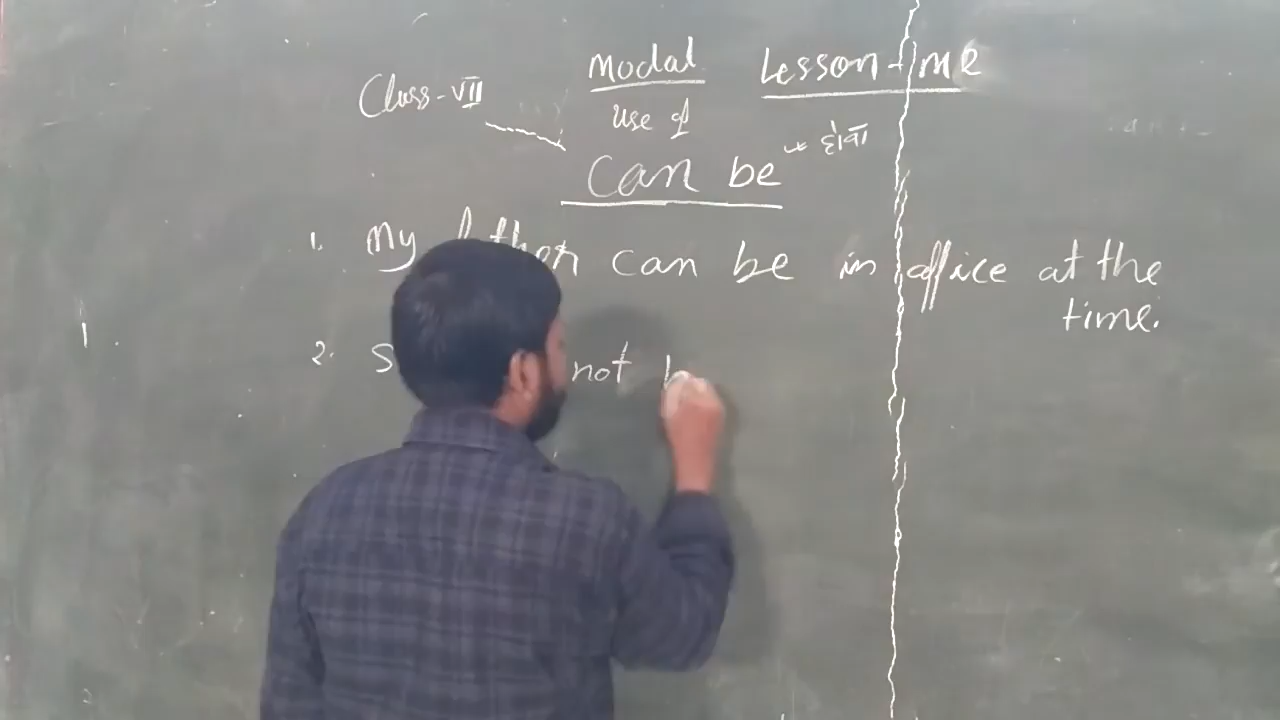 Modal Lesson-
Class-VII
Use of
Can be
1. My can be in office at the
time.
2. not
1.